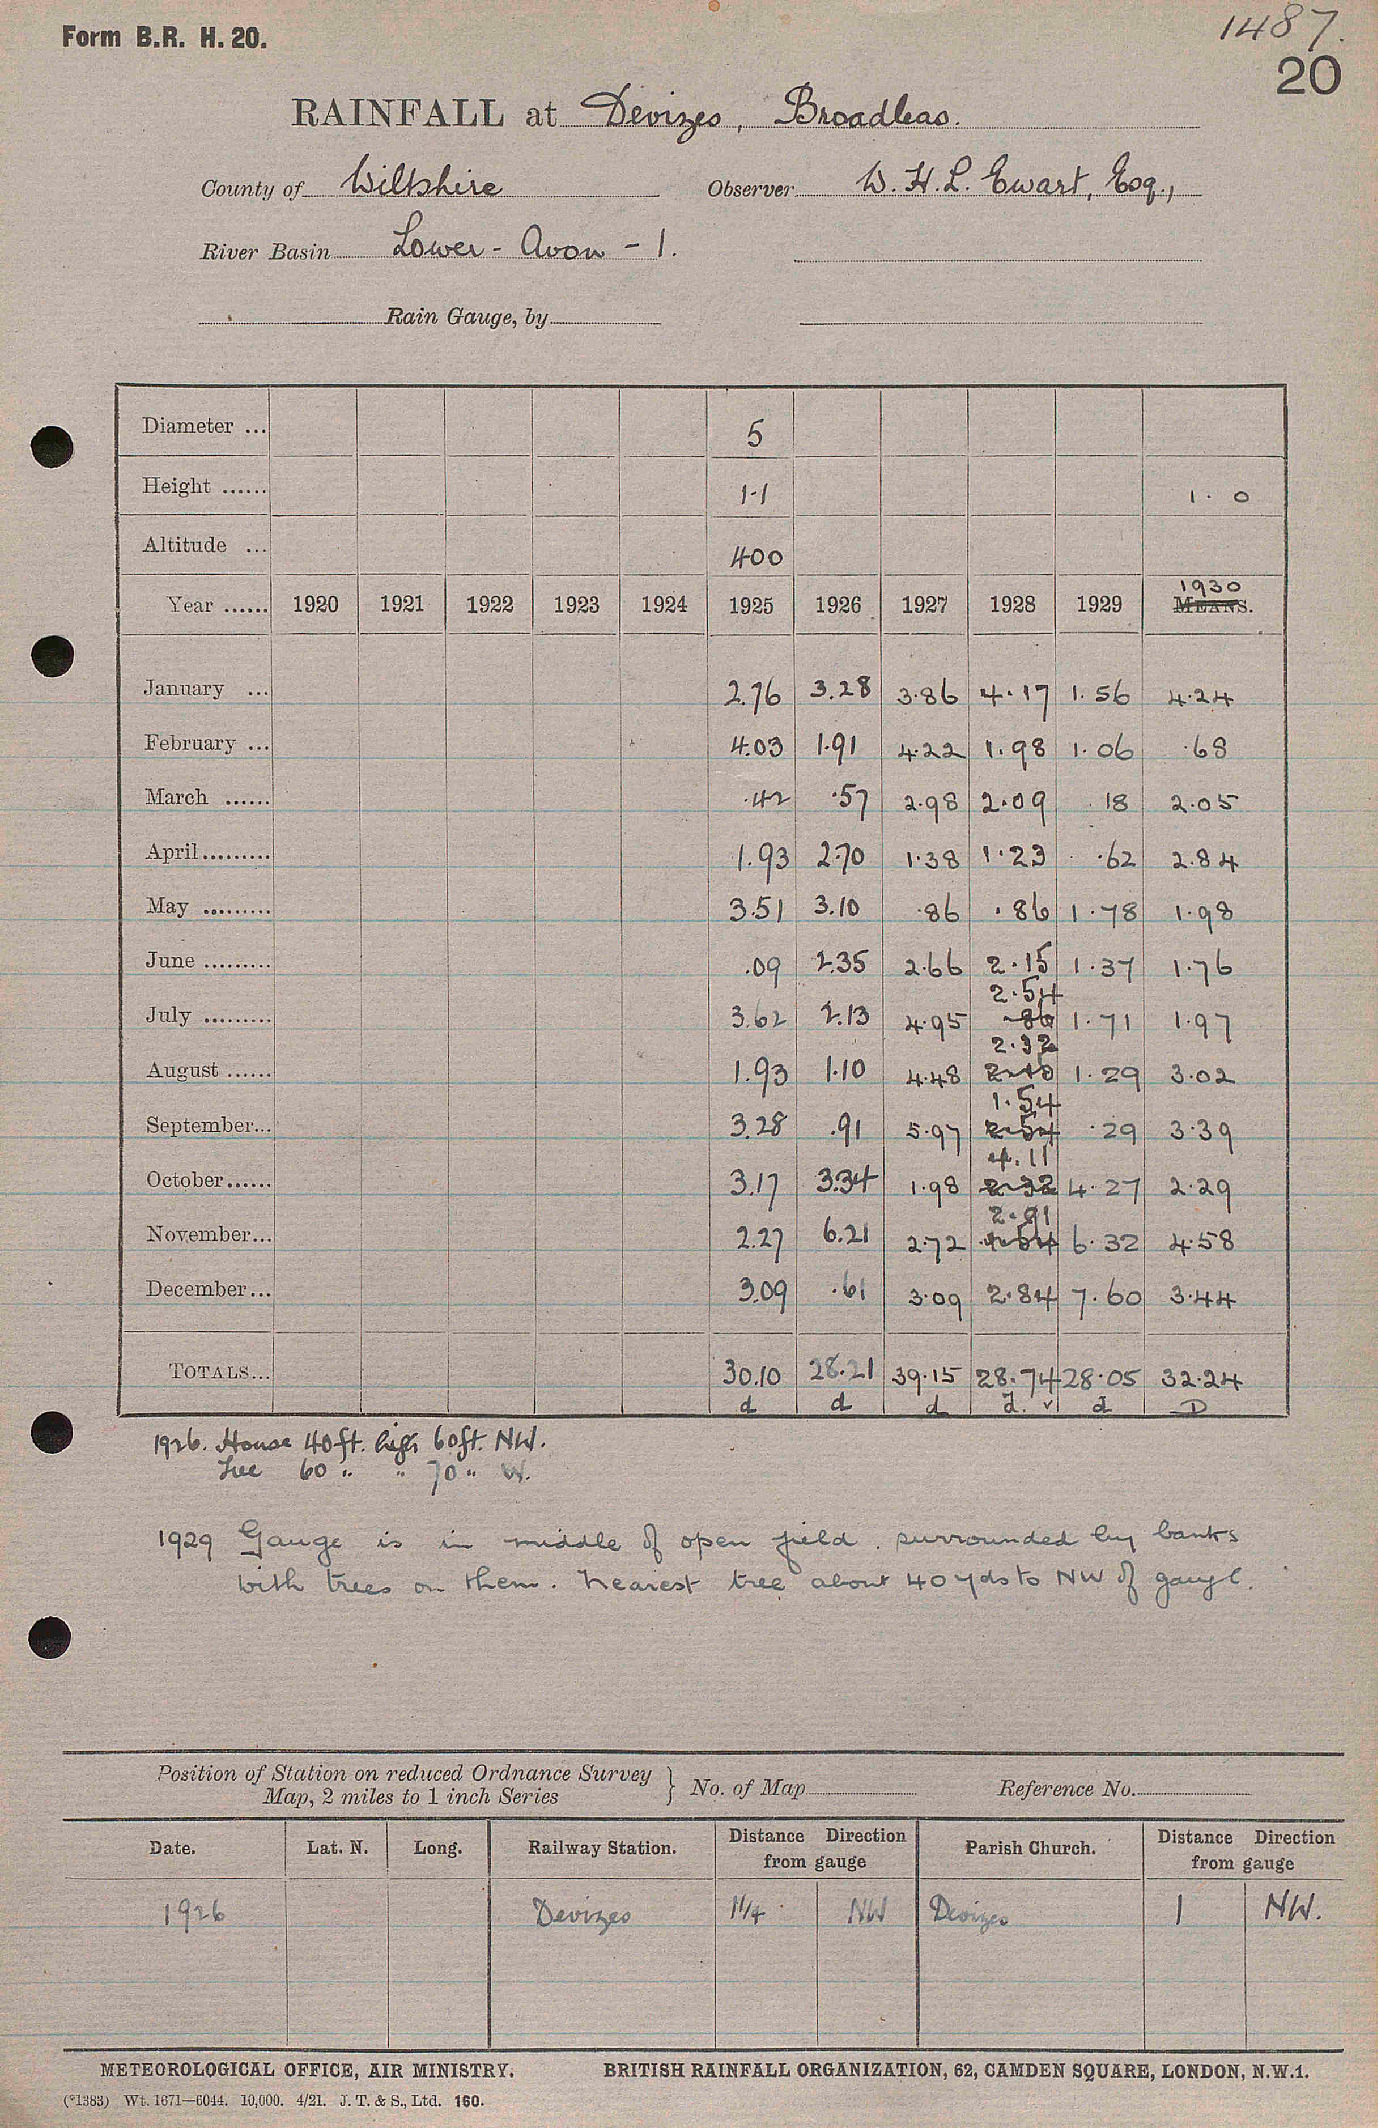 Form B.R. H. 20.
1487.
20
RAINFALL at Devizes, Broadleas.
County of Wiltshire Observer W. H. L. Ewart, Esq.,
River Basin Lower - Avon - 1.
Rain Gauge, by
Diameter ... 5
Height ...... 1.1 1. 0
Altitude ... 400
1930
Year ...... 1920 1921 1922 1923 1924 1925 1926 1927 1928 1929 MEANS.
January ... 2.76 3.28 3.86 4.17 1.56 4.24
February ... 4.03 1.91 4.22 1.98 1.06 .68
March ...... .42 .57 2.98 2.09 18 2.05
April......... 1.93 2.70 1.38 1.23 .62 2.84
May ......... 3.51 3.10 .86 .86 1.78 1.98
June ......... .09 2.35 2.66 2.15 1.37 1.76
2.54
July ......... 3.62 2.13 4.95 .86 1.71 1.97
2.32
August ...... 1.93 1.10 4.48 1.29 3.02
1.54
September... 3.28 .91 5.97 2.54 .29 3.39
4.11
October...... 3.17 3.34 1.98 2.32 4.27 2.29
2.91
November... 2.27 6.21 2.72 1.54 6.32 4.58
December... 3.09 .61 3.09 2.84 7.60 3.44
TOTALS... 30.10 28.21 39.15 28.74 28.05 32.24
d d d d. ✓ d D
1926. House 40ft. high 60ft. NW.
Tree 60 " " 70 " W.
1929 Gauge is in middle of open field surrounded by banks
with trees on them. Nearest tree about 40 yds to NW of gauge.
Position of Station on reduced Ordnance Survey
Map, 2 miles to 1 inch Series } No. of Map Reference No.
Date. Lat. N. Long. Railway Station. Distance Direction from gauge Parish Church. Distance Direction from gauge
1926 Devizes 1¼ NW Devizes 1 NW.
METEOROLOGICAL OFFICE, AIR MINISTRY. BRITISH RAINFALL ORGANIZATION, 62, CAMDEN SQUARE, LONDON, N.W.1.
(*1383) Wt. 1671—6044. 10,000. 4/21. J. T. & S., Ltd. 160.